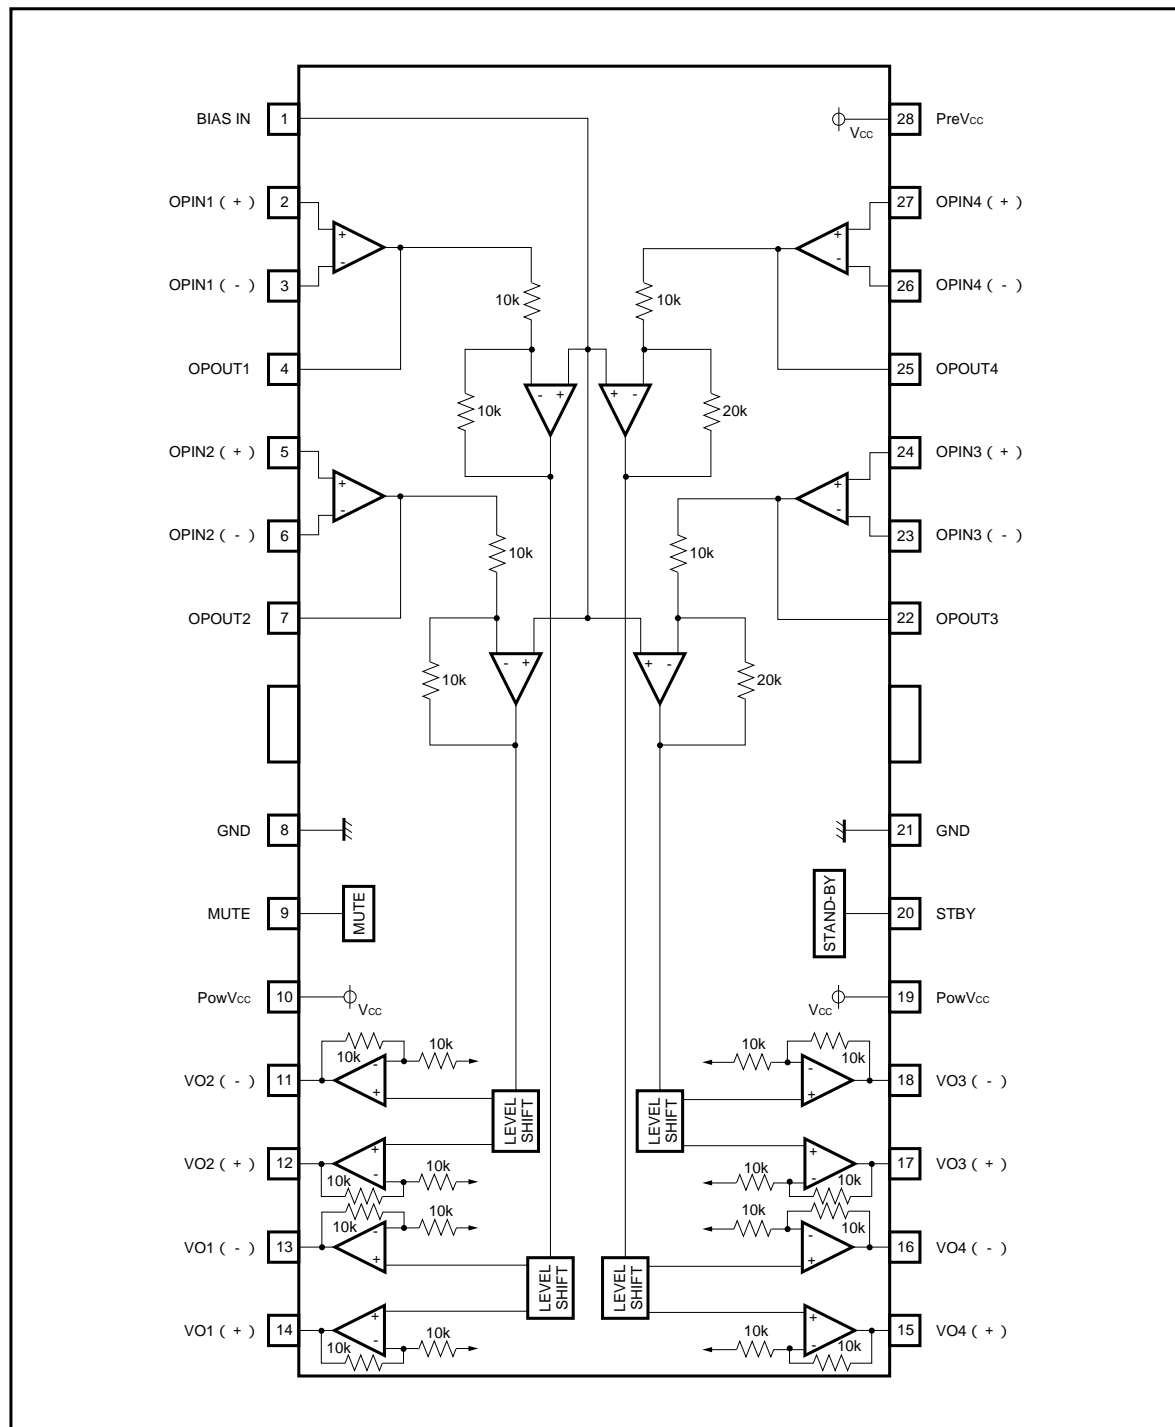 BIAS IN 1 28 PreVcc
Vcc
OPIN1 ( + ) 2 27 OPIN4 ( + )
+ +
- -
OPIN1 ( - ) 3 26 OPIN4 ( - )
10k 10k
OPOUT1 4 25 OPOUT4
- + + -
10k 20k
OPIN2 ( + ) 5 24 OPIN3 ( + )
+ +
- -
OPIN2 ( - ) 6 23 OPIN3 ( - )
10k 10k
OPOUT2 7 22 OPOUT3
- + + -
10k 20k
GND 8 21 GND
MUTE 9 MUTE STAND-BY 20 STBY
PowVcc 10 19 PowVcc
Vcc Vcc
10k 10k 10k 10k
- -
VO2 ( - ) 11 18 VO3 ( - )
+ +
LEVEL SHIFT LEVEL SHIFT
+ +
VO2 ( + ) 12 17 VO3 ( + )
- -
10k 10k 10k 10k
10k 10k 10k 10k
- -
VO1 ( - ) 13 16 VO4 ( - )
+ +
LEVEL SHIFT LEVEL SHIFT
+ +
VO1 ( + ) 14 15 VO4 ( + )
- -
10k 10k 10k 10k